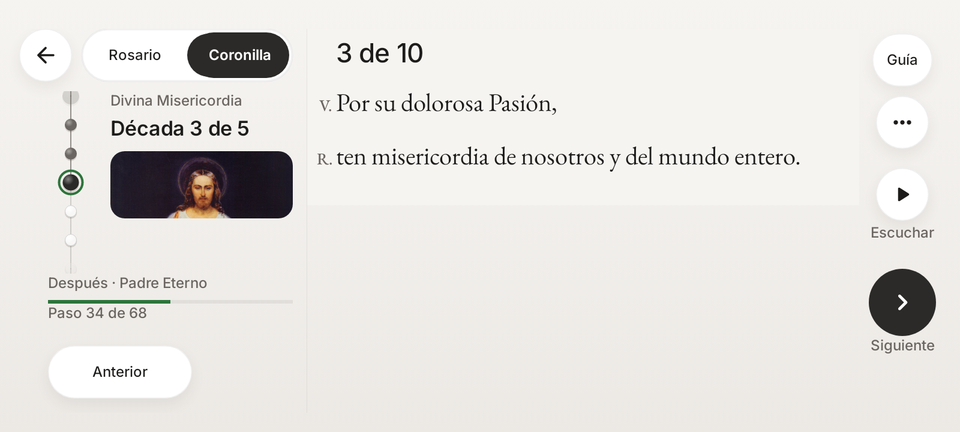 Rosario
Coronilla
Divina Misericordia
Década 3 de 5
Después · Padre Eterno
Paso 34 de 68
Anterior
3 de 10
V. Por su dolorosa Pasión,
R. ten misericordia de nosotros y del mundo entero.
Guía
Escuchar
Siguiente